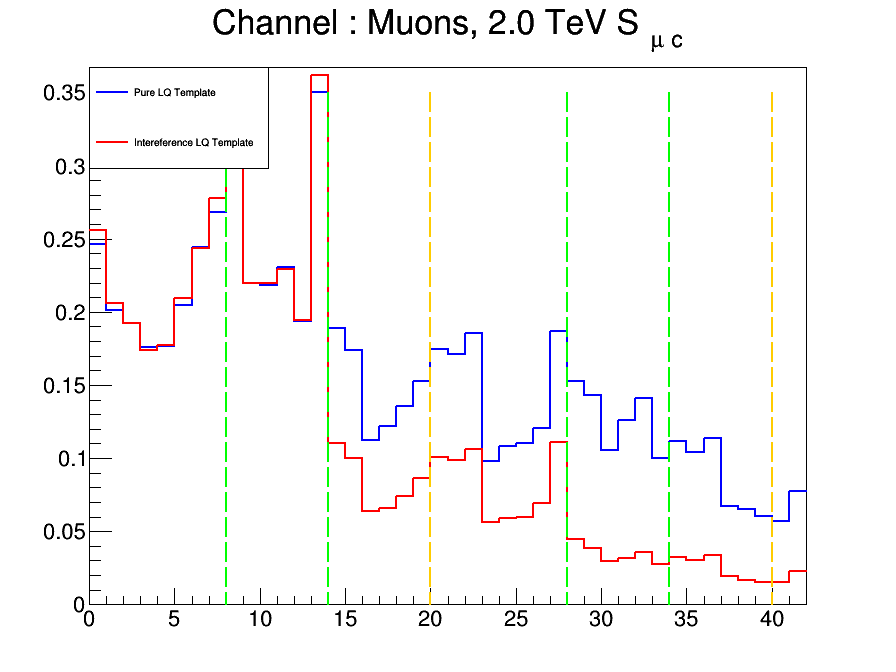 Channel : Muons, 2.0 TeV S μ c
Pure LQ Template
Intereference LQ Template
0.35
0.3
0.25
0.2
0.15
0.1
0.05
0
0 5 10 15 20 25 30 35 40